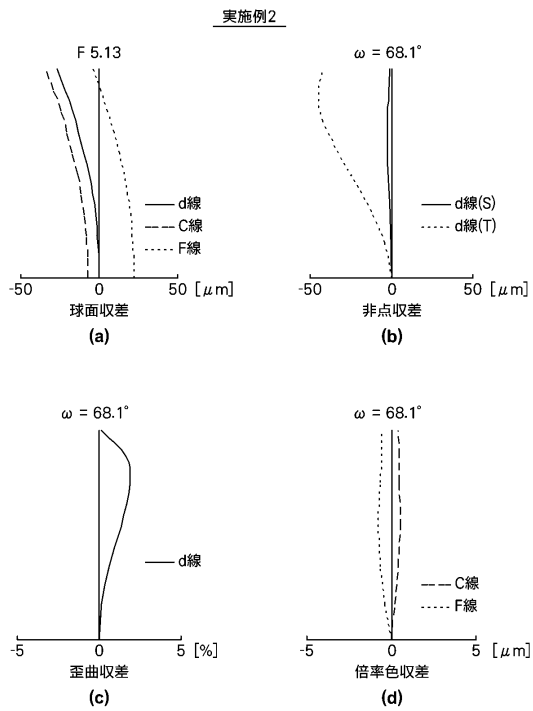 実施例2
F 5.13
d線
C線
F線
-50 0 50 [μm]
球面収差
(a)
ω = 68.1°
d線(S)
d線(T)
-50 0 50 [μm]
非点収差
(b)
ω = 68.1°
d線
-5 0 5 [%]
歪曲収差
(c)
ω = 68.1°
C線
F線
-5 0 5 [μm]
倍率色収差
(d)